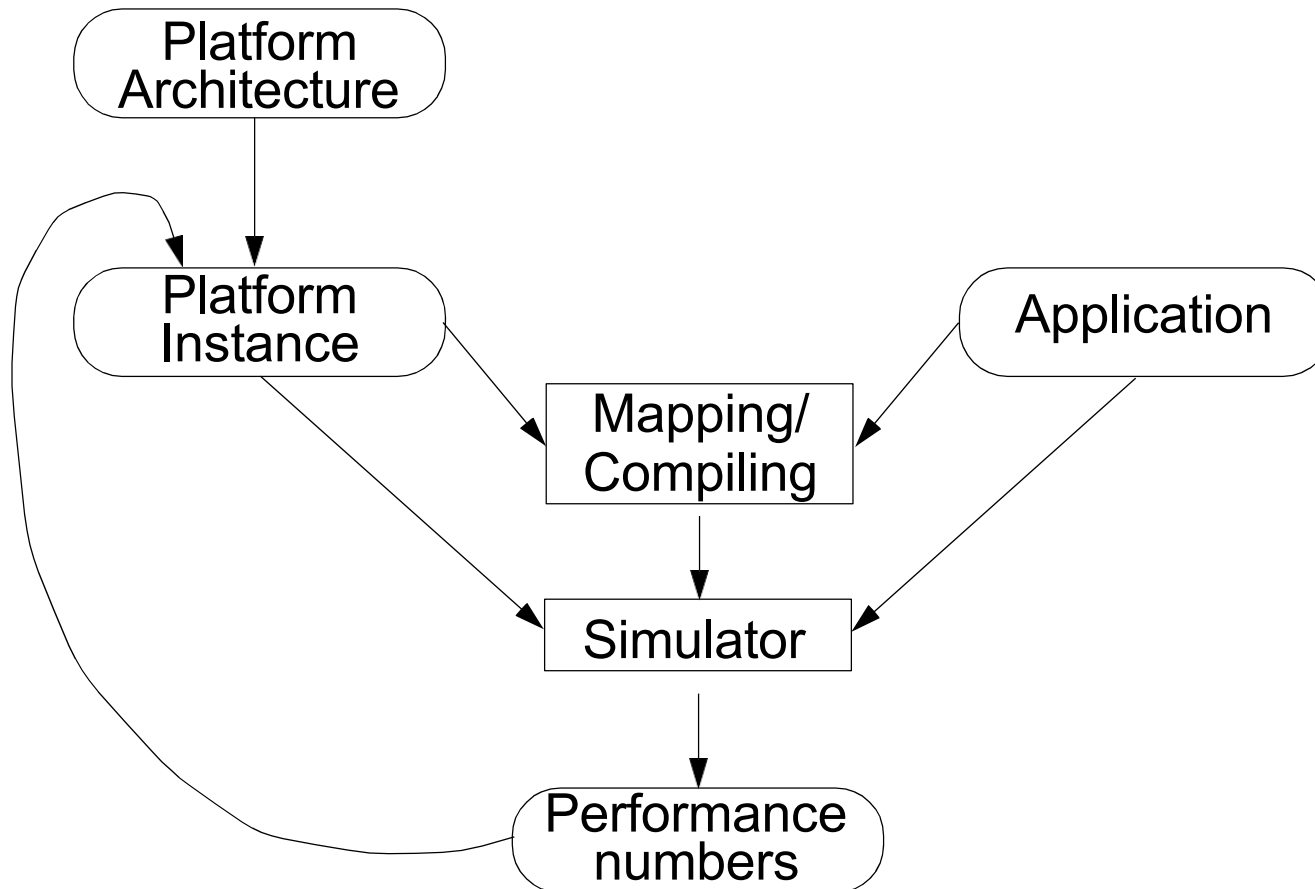 Platform
Architecture
Platform
Instance
Application
Mapping/
Compiling
Simulator
Performance
numbers